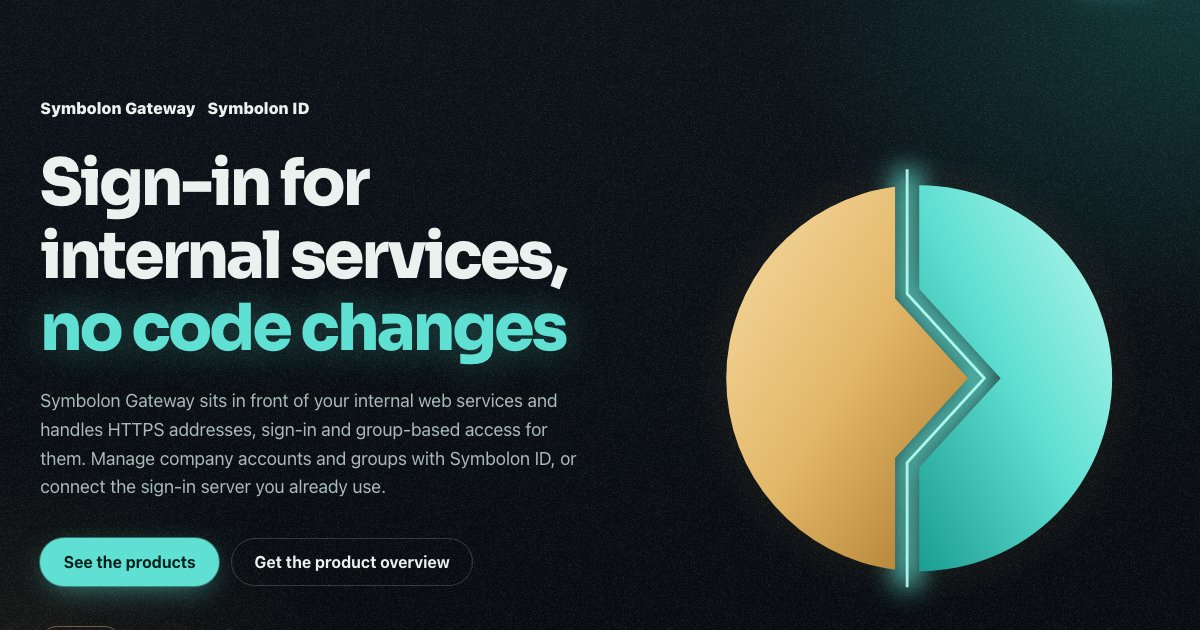 Symbolon Gateway Symbolon ID
Sign-in for
internal services,
no code changes
Symbolon Gateway sits in front of your internal web services and
handles HTTPS addresses, sign-in and group-based access for
them. Manage company accounts and groups with Symbolon ID, or
connect the sign-in server you already use.
See the products
Get the product overview